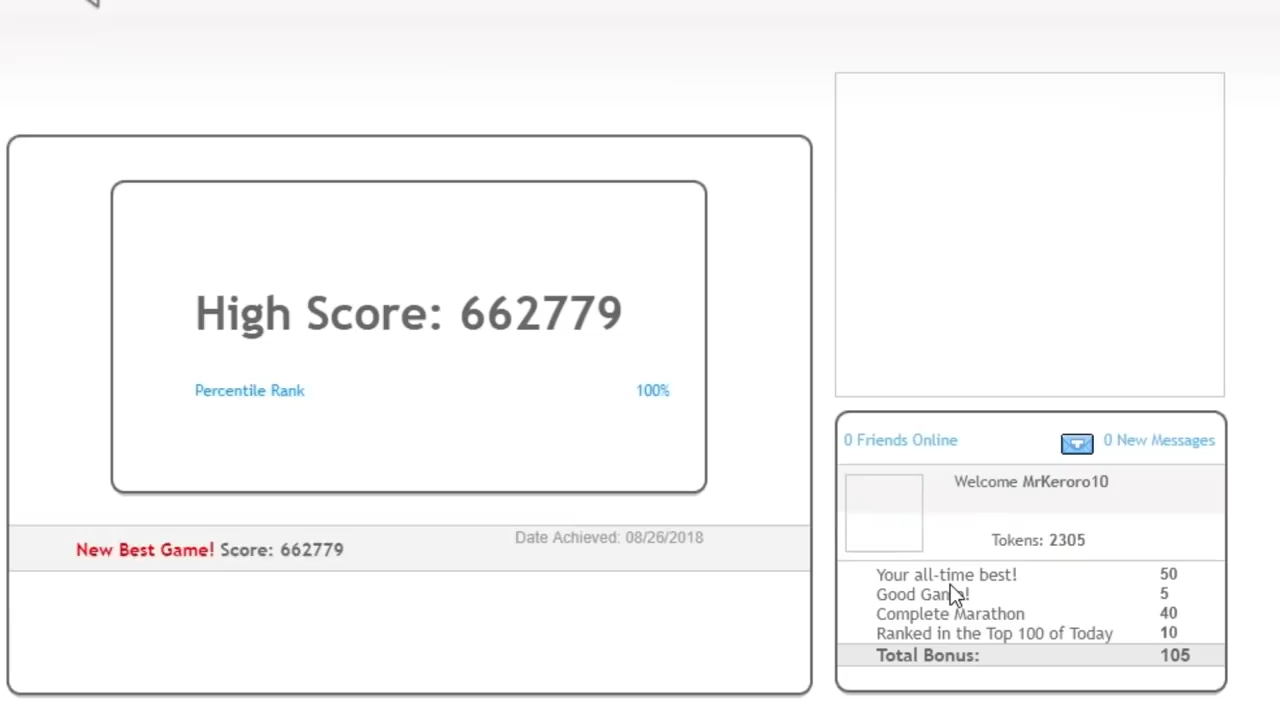 High Score: 662779
Percentile Rank 100%
New Best Game! Score: 662779
Date Achieved: 08/26/2018
0 Friends Online 0 New Messages
Welcome MrKeroro10
Tokens: 2305
Your all-time best! 50
Good Game! 5
Complete Marathon 40
Ranked in the Top 100 of Today 10
Total Bonus: 105